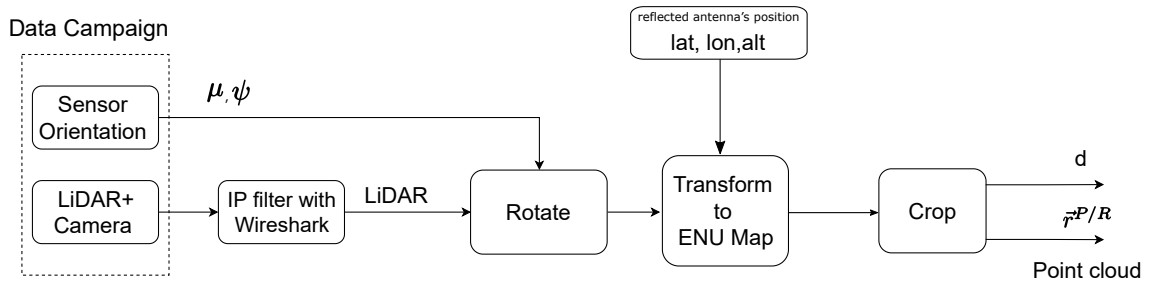 Data Campaign
reflected antenna's position
lat, lon,alt
Sensor
Orientation
μ,ψ
LiDAR+
Camera
IP filter with
Wireshark
LiDAR
Rotate
Transform
to
ENU Map
Crop
d
r⃗^{P/R}
Point cloud